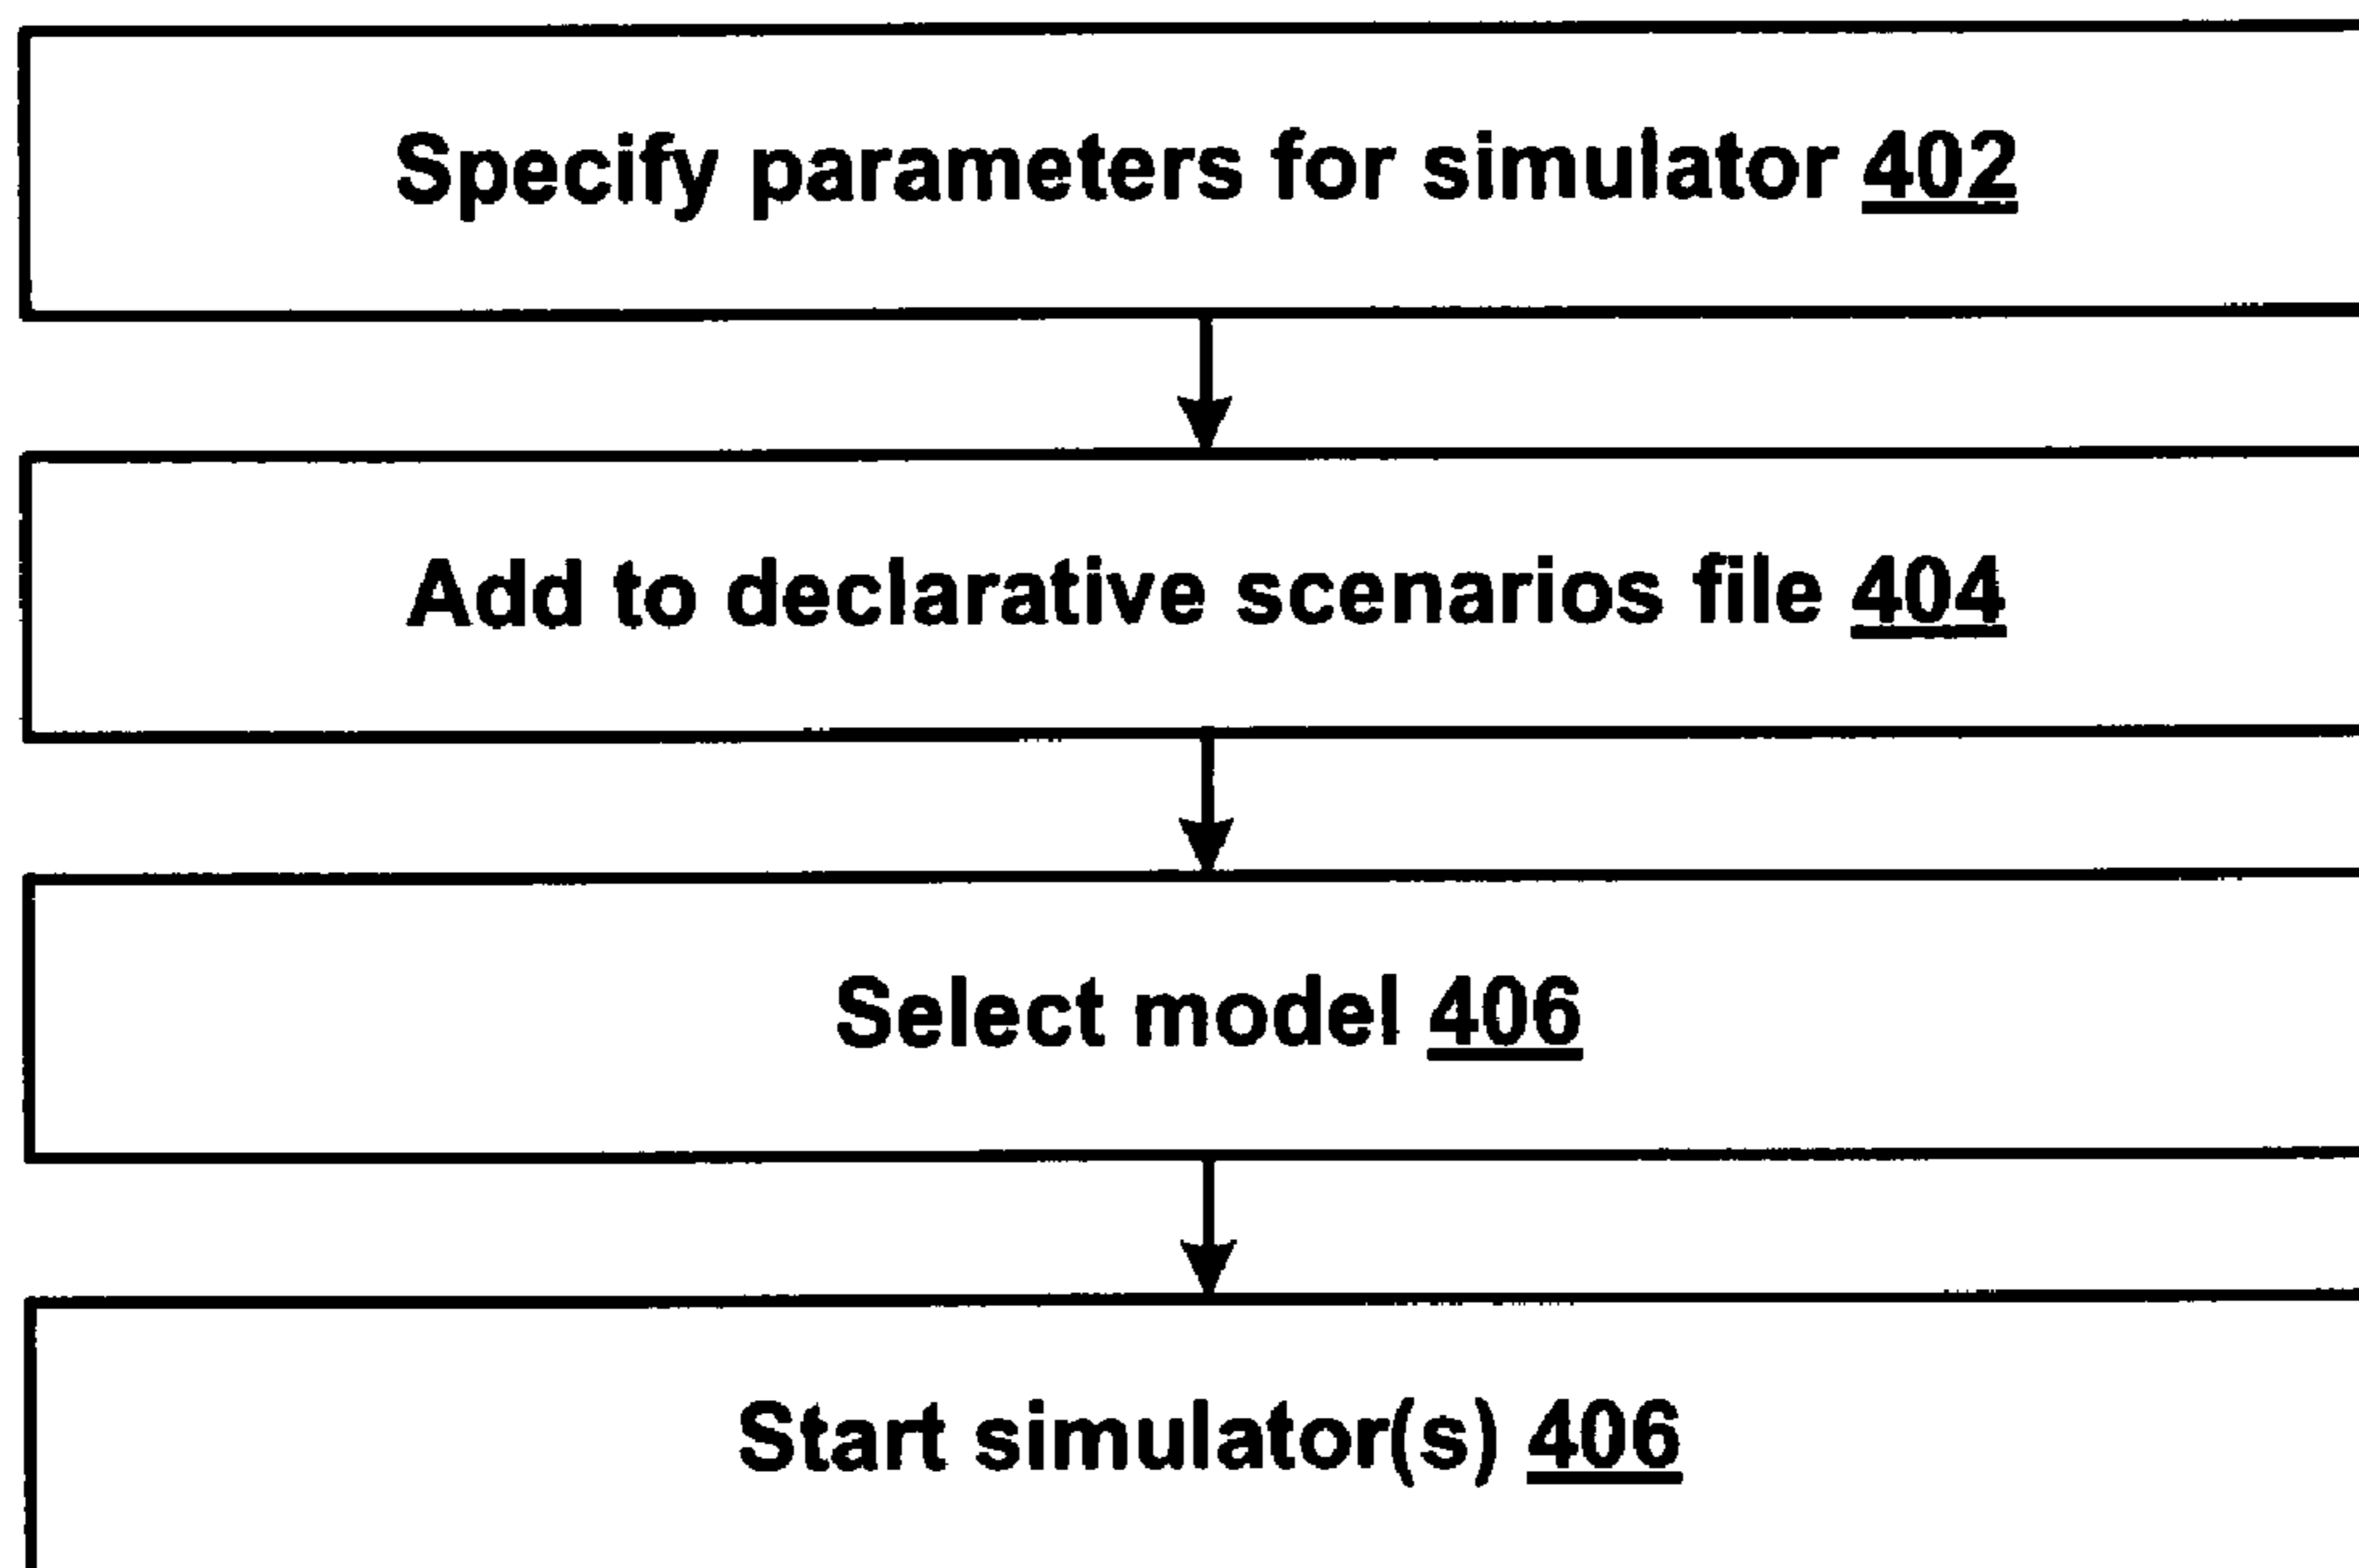 Specify parameters for simulator 402
Add to declarative scenarios file 404
Select model 406
Start simulator(s) 406